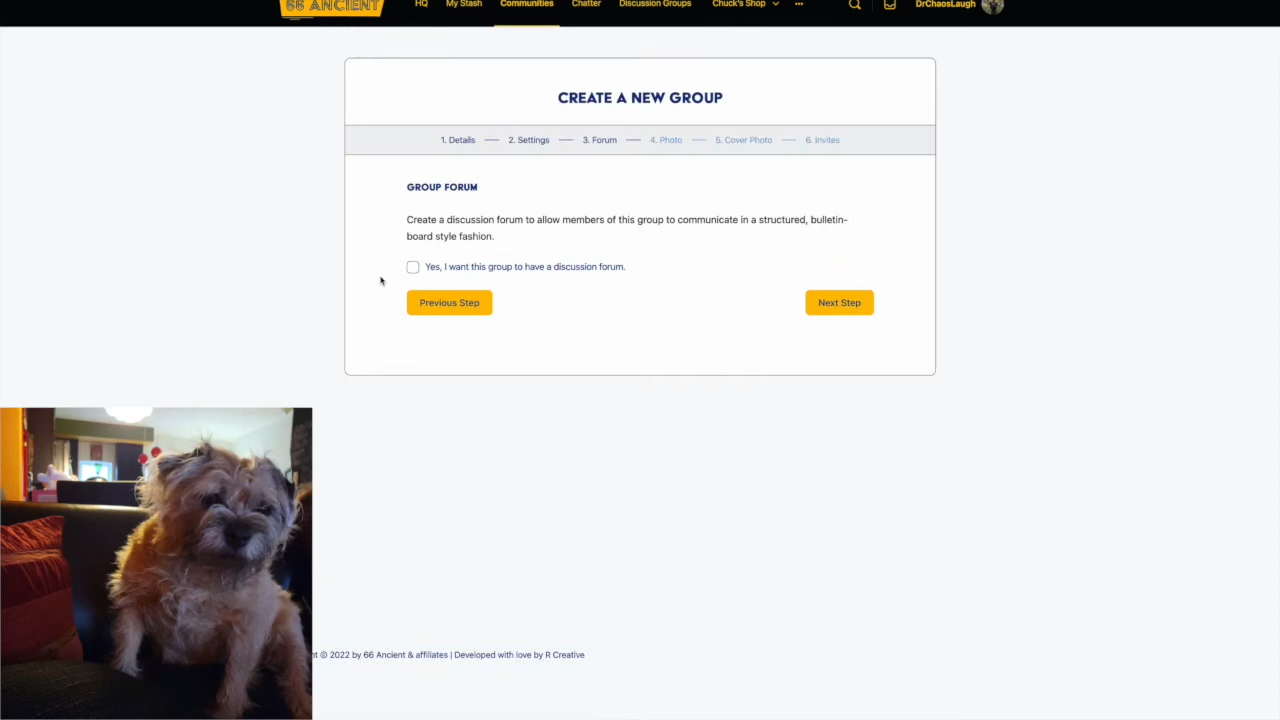 66 ANCIENT
HQ
My Stash
Communities
Chatter
Discussion Groups
Chuck's Shop
DrChaosLaugh
CREATE A NEW GROUP
1. Details
2. Settings
3. Forum
4. Photo
5. Cover Photo
6. Invites
GROUP FORUM
Create a discussion forum to allow members of this group to communicate in a structured, bulletin-
board style fashion.
Yes, I want this group to have a discussion forum.
Previous Step
Next Step
© 2022 by 66 Ancient & affiliates | Developed with love by R Creative